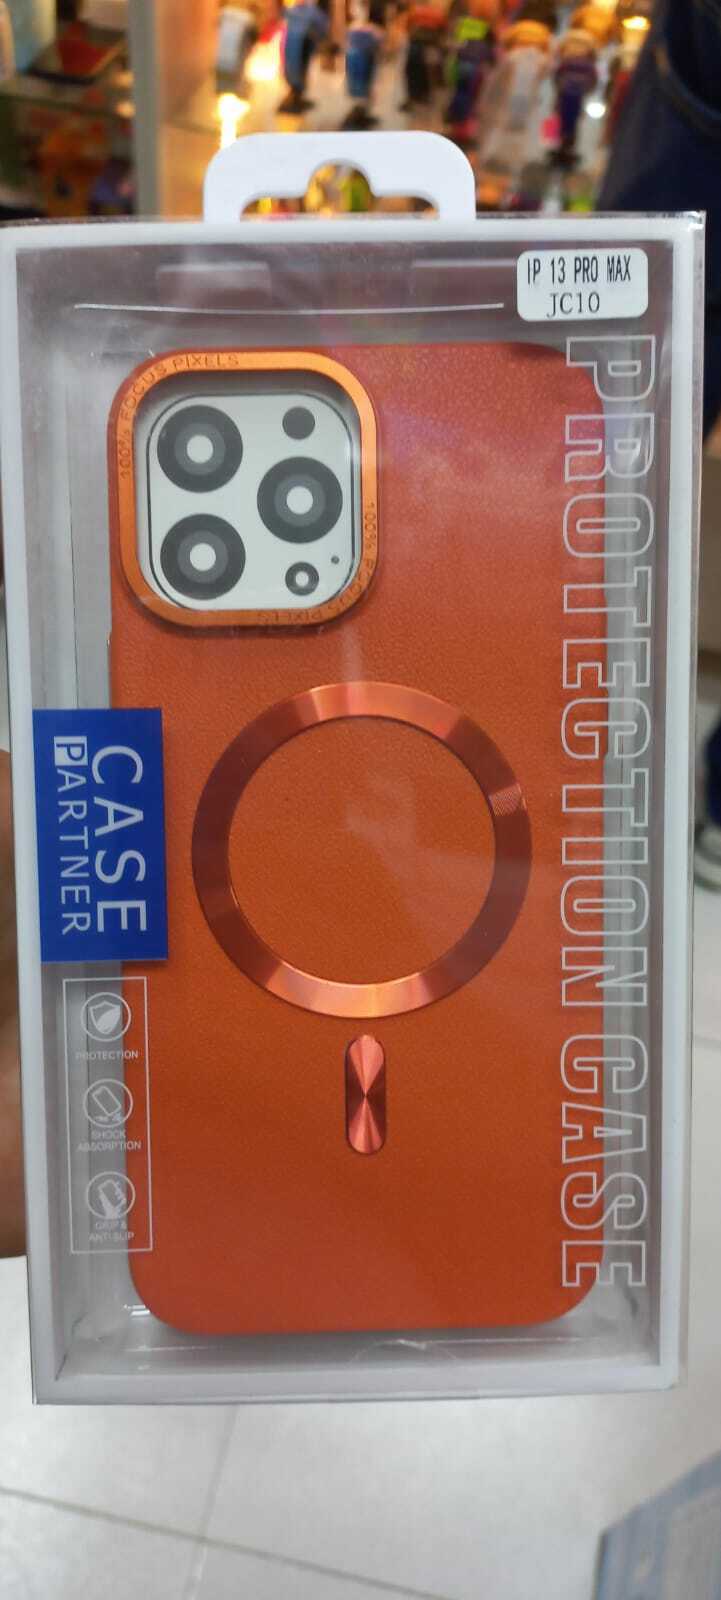 IP 13 PRO MAX
JC10
100% FOCUS PIXELS
100% FOCUS PIXELS
PROTECTION CASE
CASE
PARTNER
PROTECTION
SHOCK
ABSORPTION
GRIP &
ANTI-SLIP